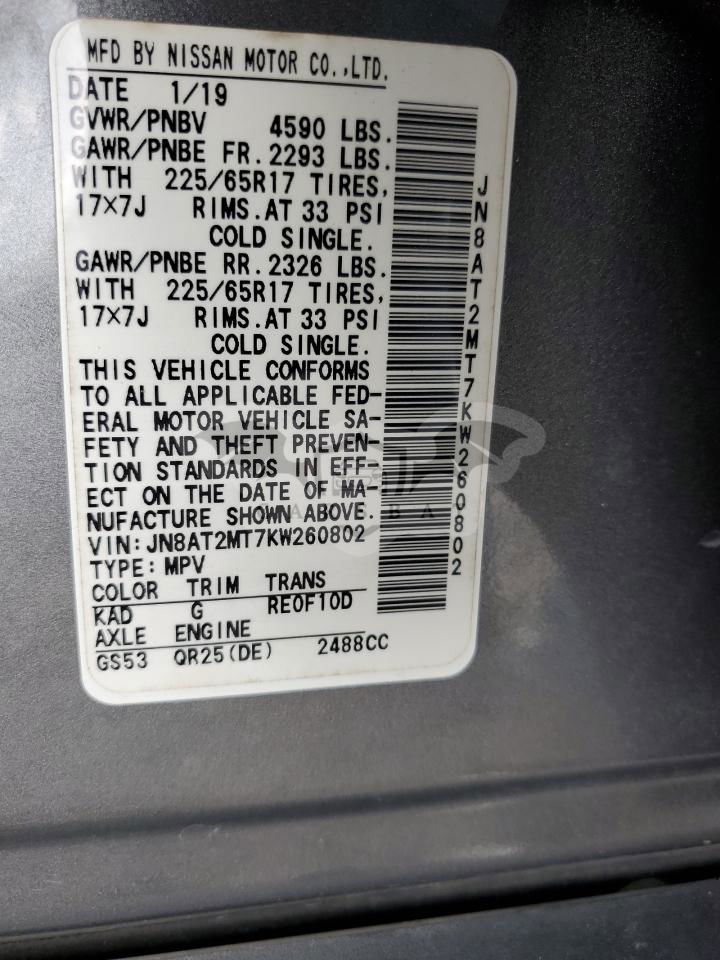 MFD BY NISSAN MOTOR CO.,LTD.
DATE 1/19
GVWR/PNBV 4590 LBS.
GAWR/PNBE FR. 2293 LBS.
WITH 225/65R17 TIRES,
17×7J RIMS.AT 33 PSI
COLD SINGLE.
GAWR/PNBE RR. 2326 LBS.
WITH 225/65R17 TIRES,
17×7J RIMS.AT 33 PSI
COLD SINGLE.
THIS VEHICLE CONFORMS
TO ALL APPLICABLE FED-
ERAL MOTOR VEHICLE SA-
FETY AND THEFT PREVEN-
TION STANDARDS IN EFF-
ECT ON THE DATE OF MA-
NUFACTURE SHOWN ABOVE.
VIN:JN8AT2MT7KW260802
TYPE:MPV
COLOR TRIM TRANS
KAD G RE0F10D
AXLE ENGINE
GS53 QR25(DE) 2488CC
JN8AT2MT7KW260802